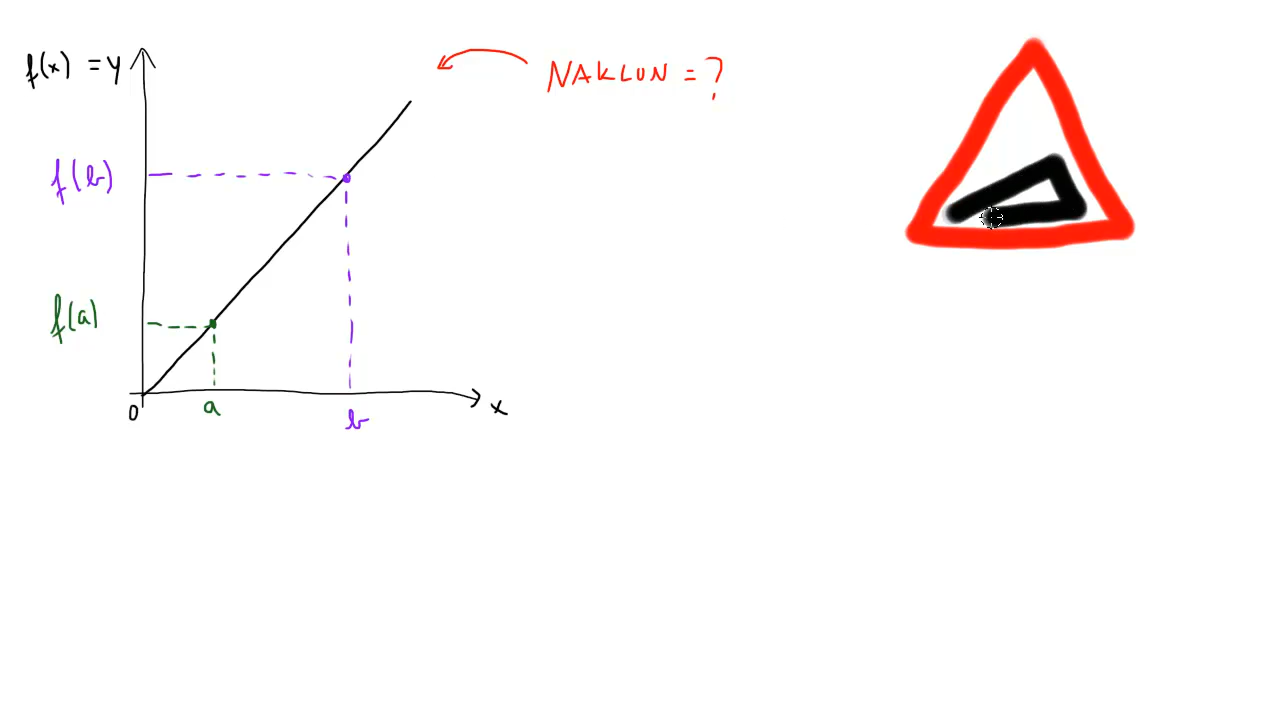 f(x) = y
NAKLON = ?
f(b)
f(a)
0
a
b
x